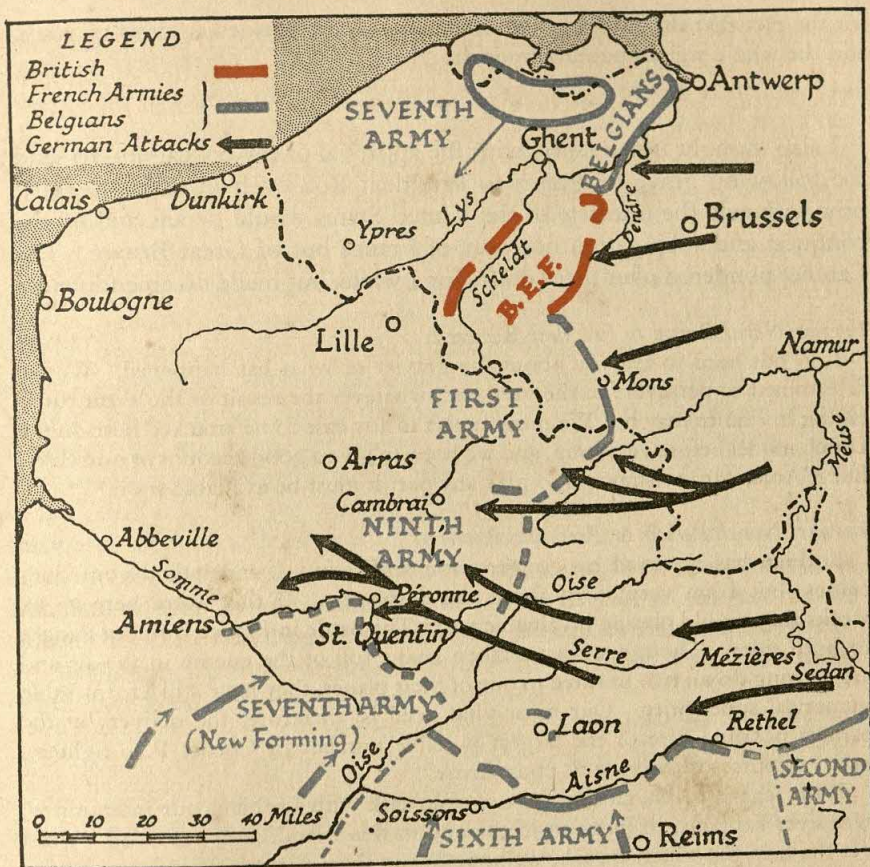 LEGEND
British
French Armies
Belgians
German Attacks
Antwerp
SEVENTH
ARMY
BELGIANS
Ghent
Calais
Dunkirk
Lys
Dendre
Brussels
Ypres
Scheldt
B.E.F.
Boulogne
Lille
Namur
Mons
FIRST
ARMY
Meuse
Arras
Cambrai
NINTH
ARMY
Abbeville
Somme
Péronne
Oise
Amiens
St. Quentin
Serre
Mézières
Sedan
SEVENTH ARMY
(New Forming)
Laon
Rethel
Oise
Aisne
SECOND
ARMY
Miles
0 10 20 30 40
Soissons
SIXTH ARMY
Reims